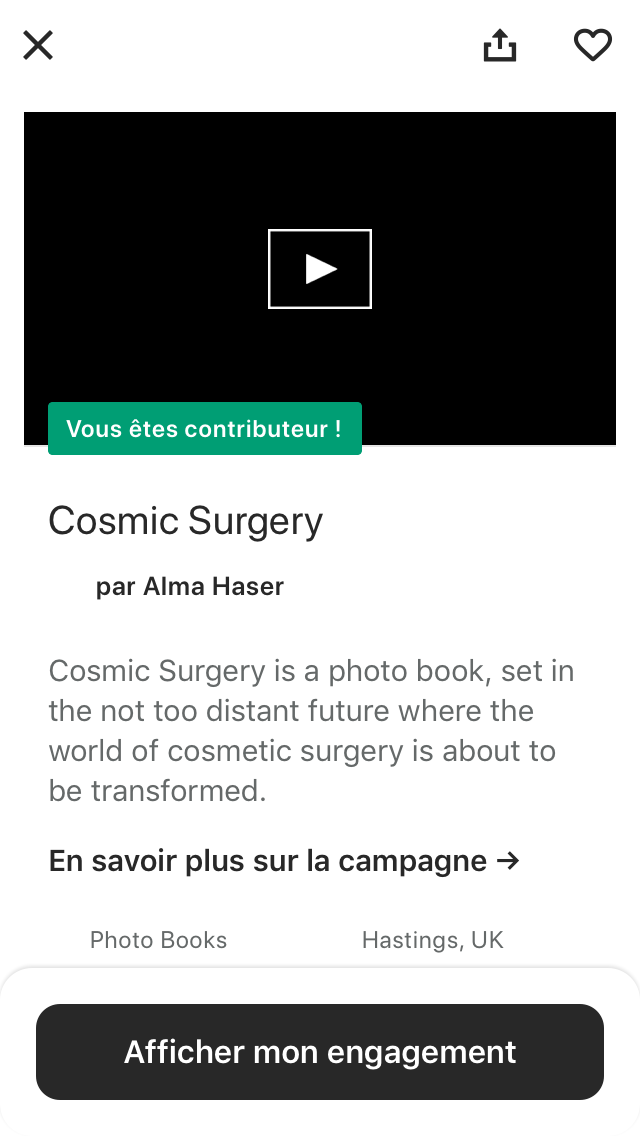 Vous êtes contributeur !
Cosmic Surgery
par Alma Haser
Cosmic Surgery is a photo book, set in
the not too distant future where the
world of cosmetic surgery is about to
be transformed.
En savoir plus sur la campagne →
Photo Books
Hastings, UK
Afficher mon engagement